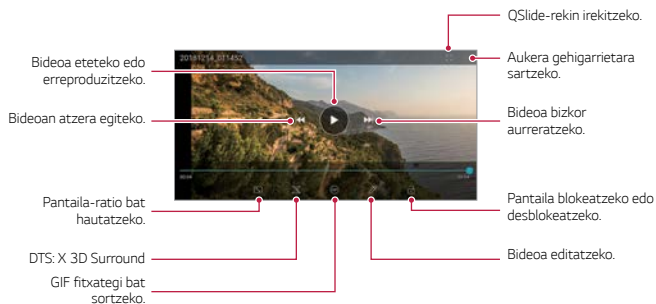 QSlide-rekin irekitzeko.
20181214_071452
Bideoa eteteko edo
erreproduzitzeko.
Aukera gehigarrietara
sartzeko.
Bideoan atzera egiteko.
Bideoa bizkor
aurreratzeko.
Pantaila-ratio bat
hautatzeko.
Pantaila blokeatzeko edo
desblokeatzeko.
DTS: X 3D Surround
Bideoa editatzeko.
GIF fitxategi bat
sortzeko.